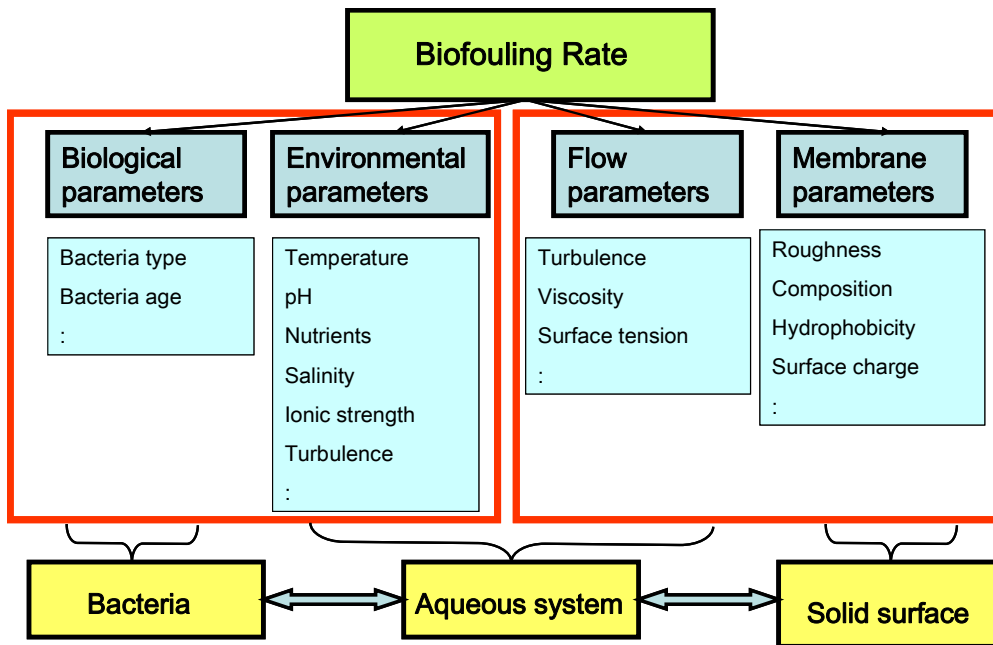 Biofouling Rate
Biological
parameters
Environmental
parameters
Flow
parameters
Membrane
parameters
Bacteria type
Bacteria age
:
Temperature
pH
Nutrients
Salinity
Ionic strength
Turbulence
:
Turbulence
Viscosity
Surface tension
:
Roughness
Composition
Hydrophobicity
Surface charge
:
Bacteria
Aqueous system
Solid surface